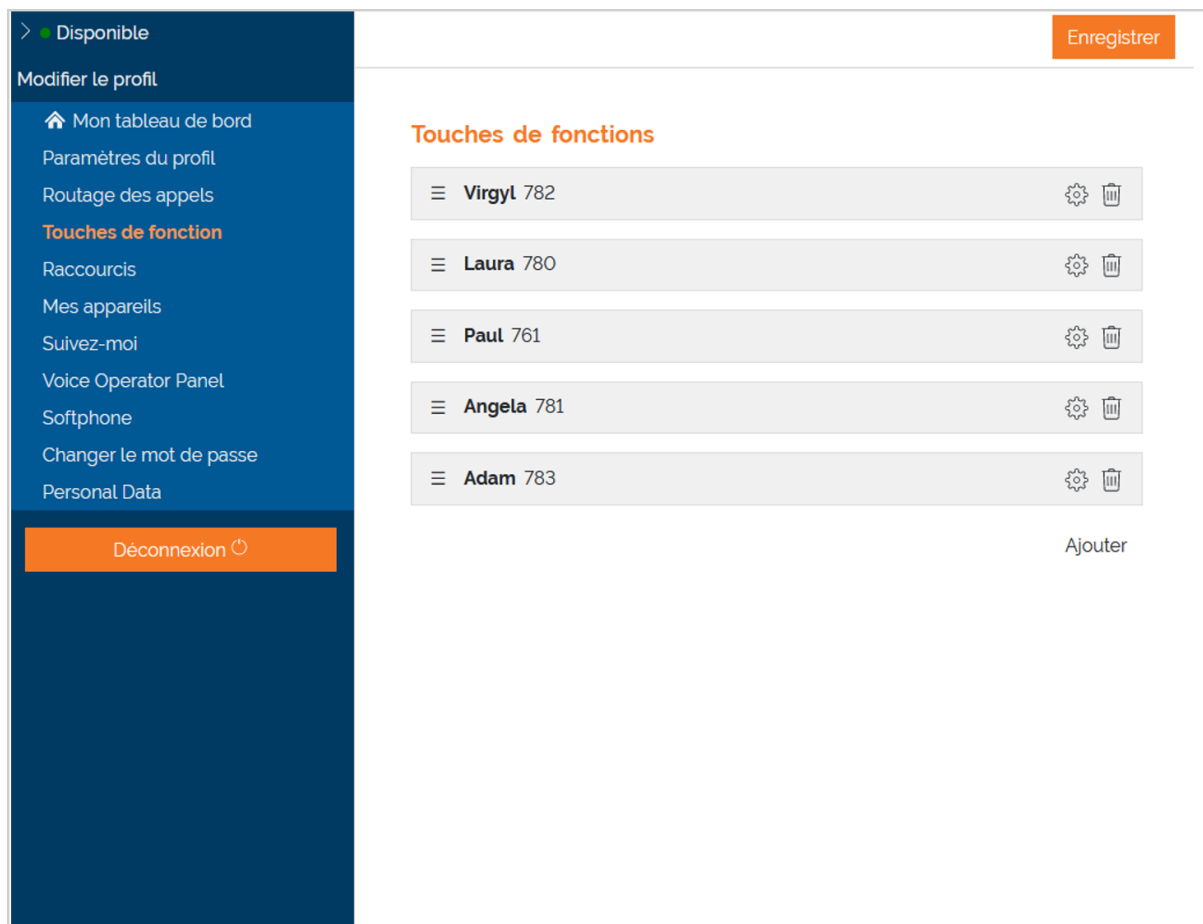 Disponible
Enregistrer
Modifier le profil
Mon tableau de bord
Paramètres du profil
Routage des appels
Touches de fonction
Raccourcis
Mes appareils
Suivez-moi
Voice Operator Panel
Softphone
Changer le mot de passe
Personal Data
Déconnexion
Touches de fonctions
Virgyl 782
Laura 780
Paul 761
Angela 781
Adam 783
Ajouter